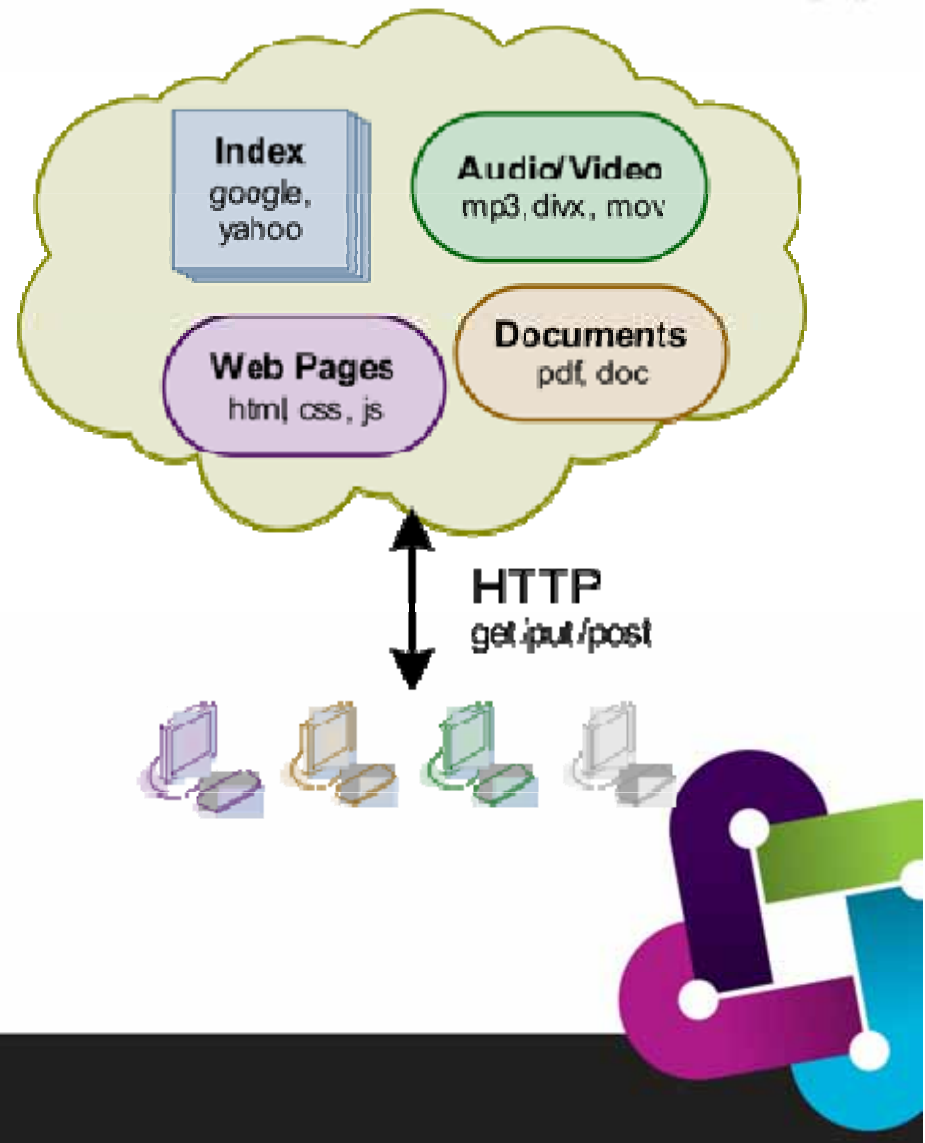 Index
google,
yahoo
Audio/Video
mp3, divx, mov
Web Pages
html, css, js
Documents
pdf, doc
HTTP
get/put/post